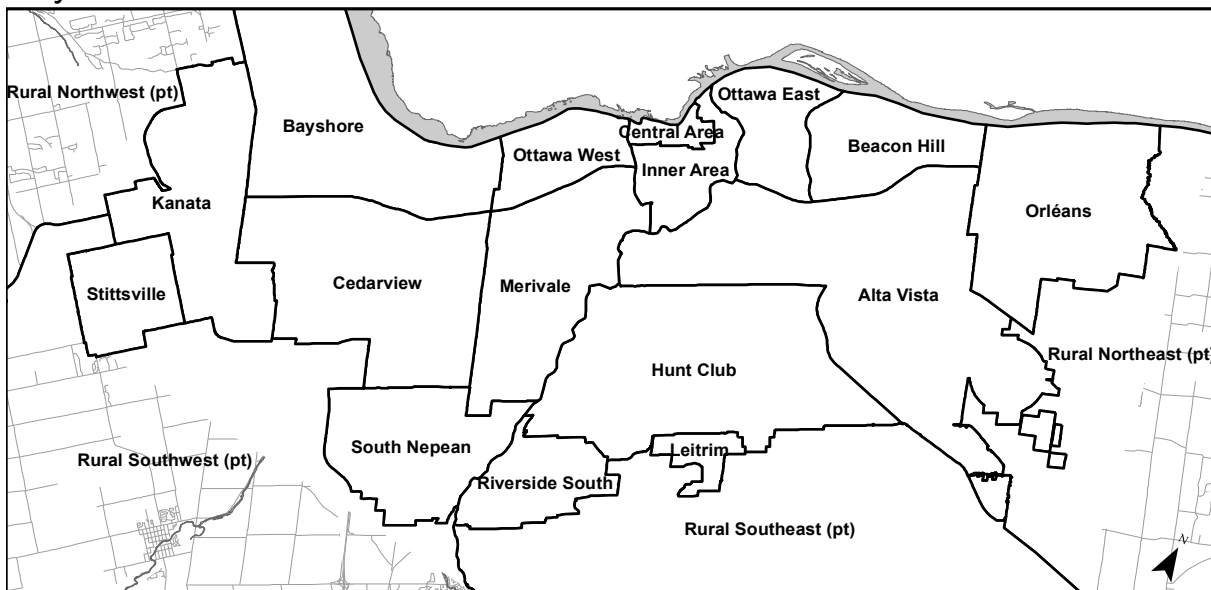 Rural Northwest (pt)
Ottawa East
Bayshore
Central Area
Beacon Hill
Ottawa West
Inner Area
Kanata
Orléans
Cedarview
Merivale
Stittsville
Alta Vista
Rural Northeast (pt)
Hunt Club
South Nepean
Leitrim
Rural Southwest (pt)
Riverside South
Rural Southeast (pt)
N